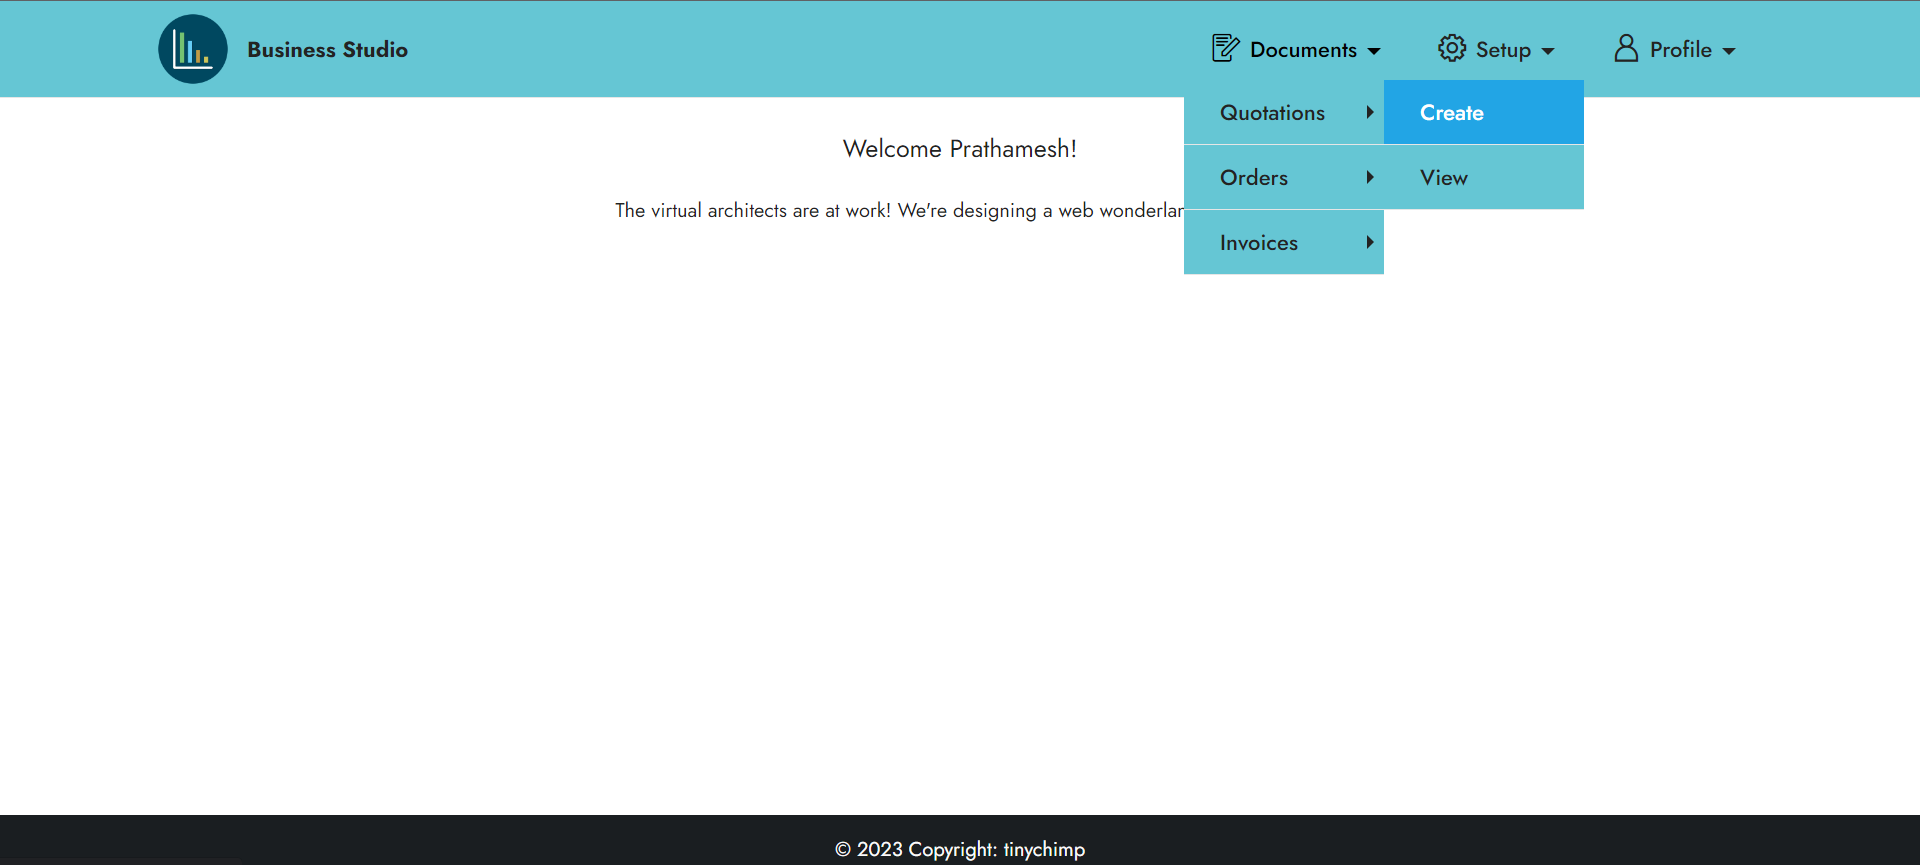 Business Studio
Documents
Setup
Profile
Quotations
Create
Welcome Prathamesh!
Orders
View
The virtual architects are at work! We're designing a web
Invoices
© 2023 Copyright: tinychimp